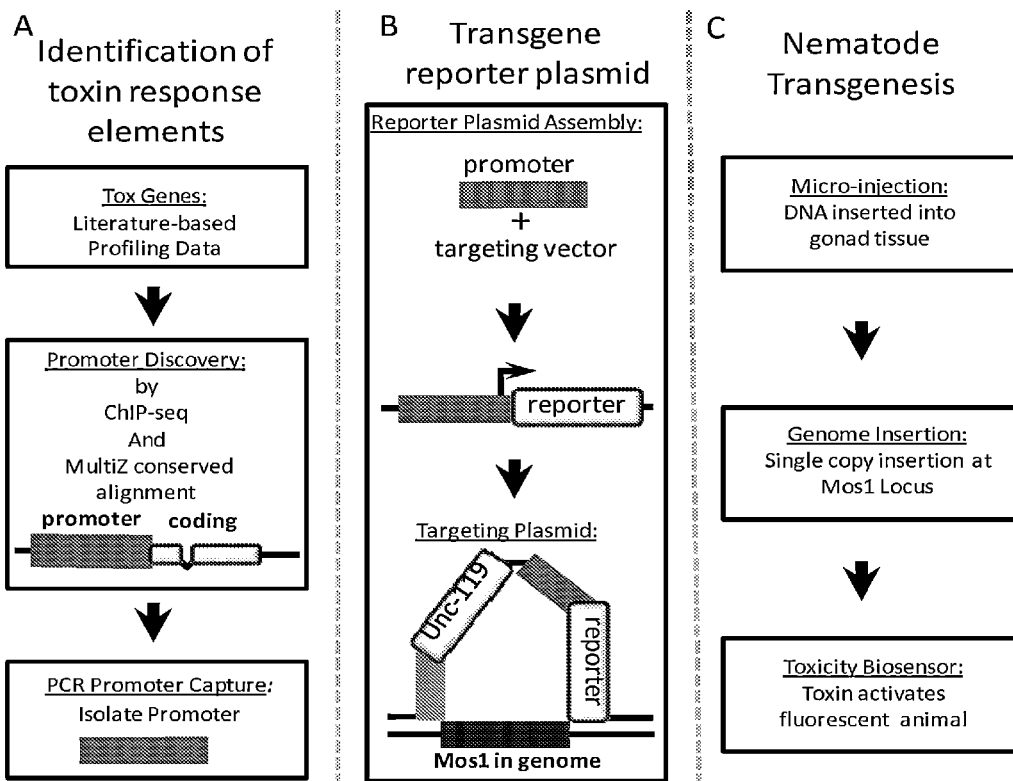 A
Identification of
toxin response
elements
Tox Genes:
Literature-based
Profiling Data
Promoter Discovery:
by
ChIP-seq
And
MultiZ conserved
alignment
promoter coding
PCR Promoter Capture:
Isolate Promoter
B
Transgene
reporter plasmid
Reporter Plasmid Assembly:
promoter
+
targeting vector
reporter
Targeting Plasmid:
Unc-119
reporter
Mos1 in genome
C
Nematode
Transgenesis
Micro-injection:
DNA inserted into
gonad tissue
Genome Insertion:
Single copy insertion at
Mos1 Locus
Toxicity Biosensor:
Toxin activates
fluorescent animal